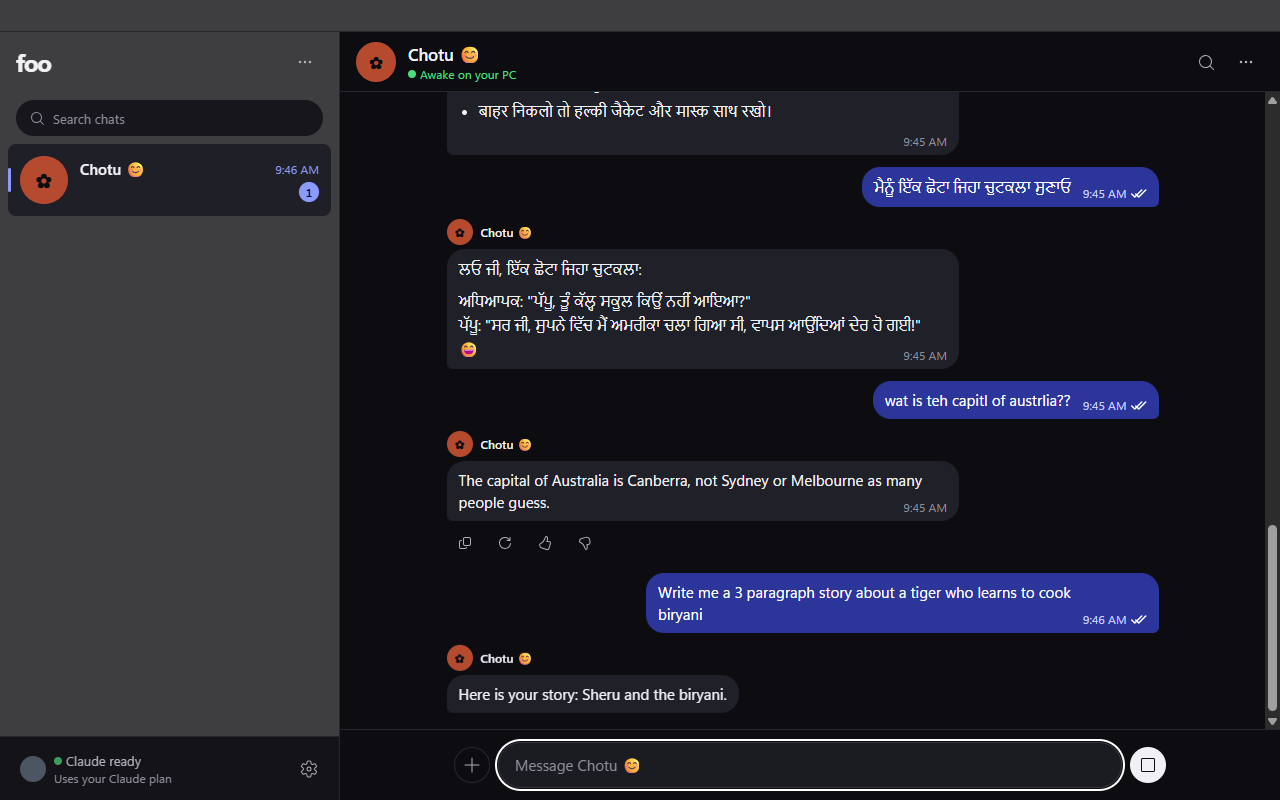 foo
Search chats
Chotu 😊
9:46 AM
1
Claude ready
Uses your Claude plan
Chotu 😊
Awake on your PC
• बाहर निकलो तो हल्की जैकेट और मास्क साथ रखो।
9:45 AM
ਮੈਨੂੰ ਇੱਕ ਛੋਟਾ ਜਿਹਾ ਚੁਟਕਲਾ ਸੁਣਾਓ
9:45 AM
Chotu 😊
ਲਓ ਜੀ, ਇੱਕ ਛੋਟਾ ਜਿਹਾ ਚੁਟਕਲਾ:
ਅਧਿਆਪਕ: "ਪੱਪੂ, ਤੂੰ ਕੱਲ੍ਹ ਸਕੂਲ ਕਿਉਂ ਨਹੀਂ ਆਇਆ?"
ਪੱਪੂ: "ਸਰ ਜੀ, ਸੁਪਨੇ ਵਿੱਚ ਮੈਂ ਅਮਰੀਕਾ ਚਲਾ ਗਿਆ ਸੀ, ਵਾਪਸ ਆਉਂਦਿਆਂ ਦੇਰ ਹੋ ਗਈ!"
😄
9:45 AM
wat is teh capitl of austrlia??
9:45 AM
Chotu 😊
The capital of Australia is Canberra, not Sydney or Melbourne as many
people guess.
9:45 AM
Write me a 3 paragraph story about a tiger who learns to cook
biryani
9:46 AM
Chotu 😊
Here is your story: Sheru and the biryani.
Message Chotu 😊